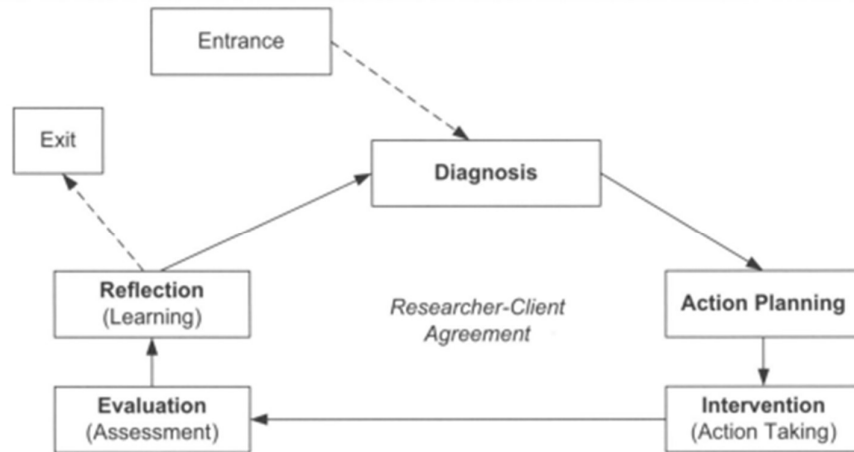 Entrance
Exit
Diagnosis
Reflection
(Learning)
Researcher-Client
Agreement
Action Planning
Evaluation
(Assessment)
Intervention
(Action Taking)